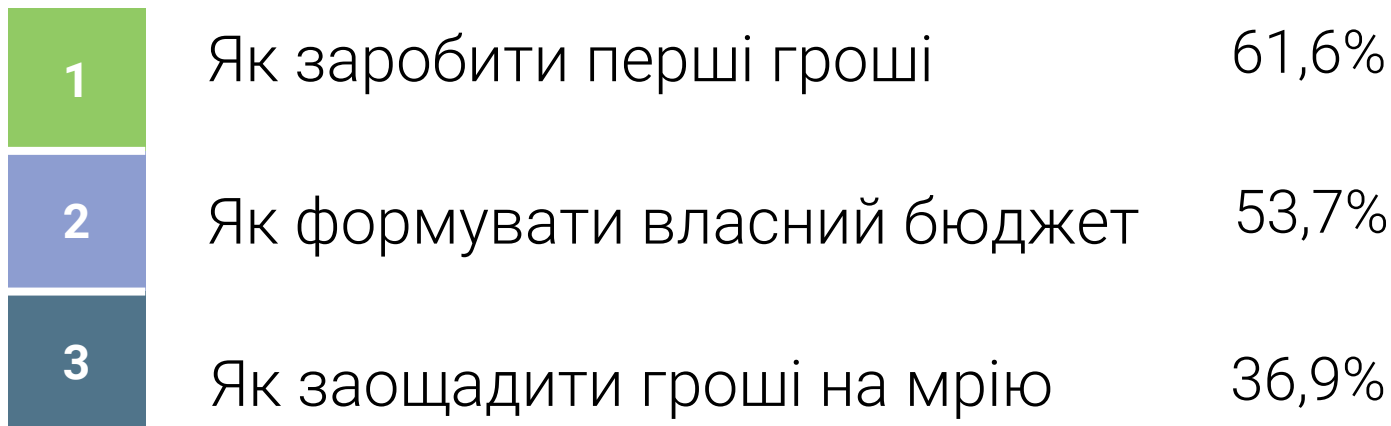 1 Як заробити перші гроші 61,6%
2 Як формувати власний бюджет 53,7%
3 Як заощадити гроші на мрію 36,9%